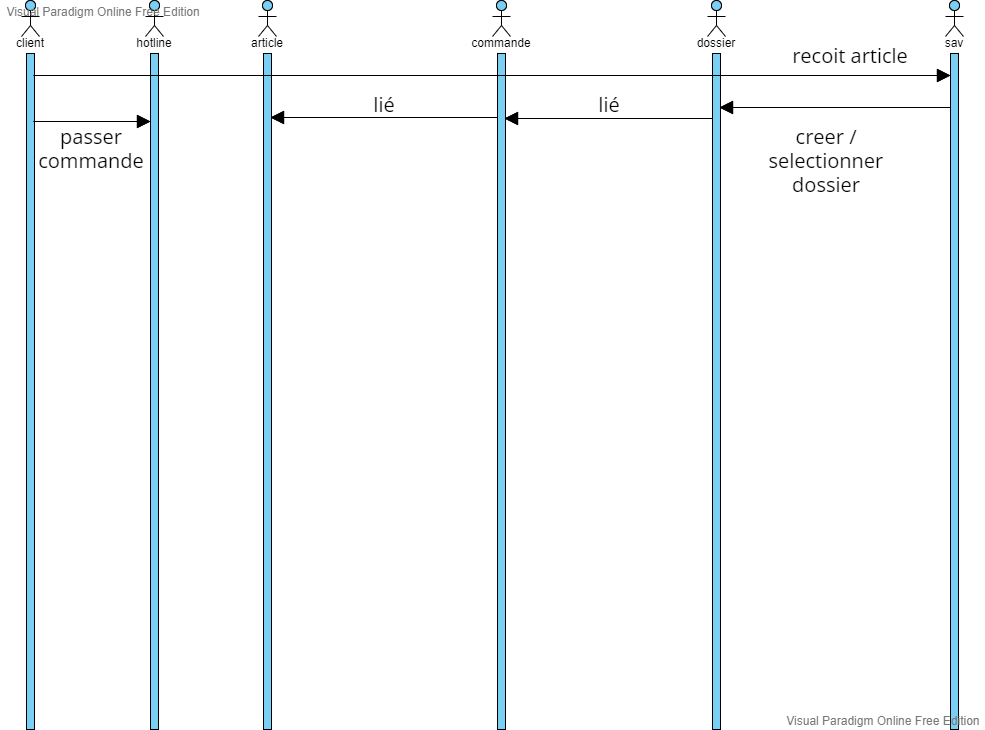 Visual Paradigm Online Free Edition
client
hotline
article
commande
dossier
sav
recoit article
lié
lié
passer
commande
creer /
selectionner
dossier
Visual Paradigm Online Free Edition